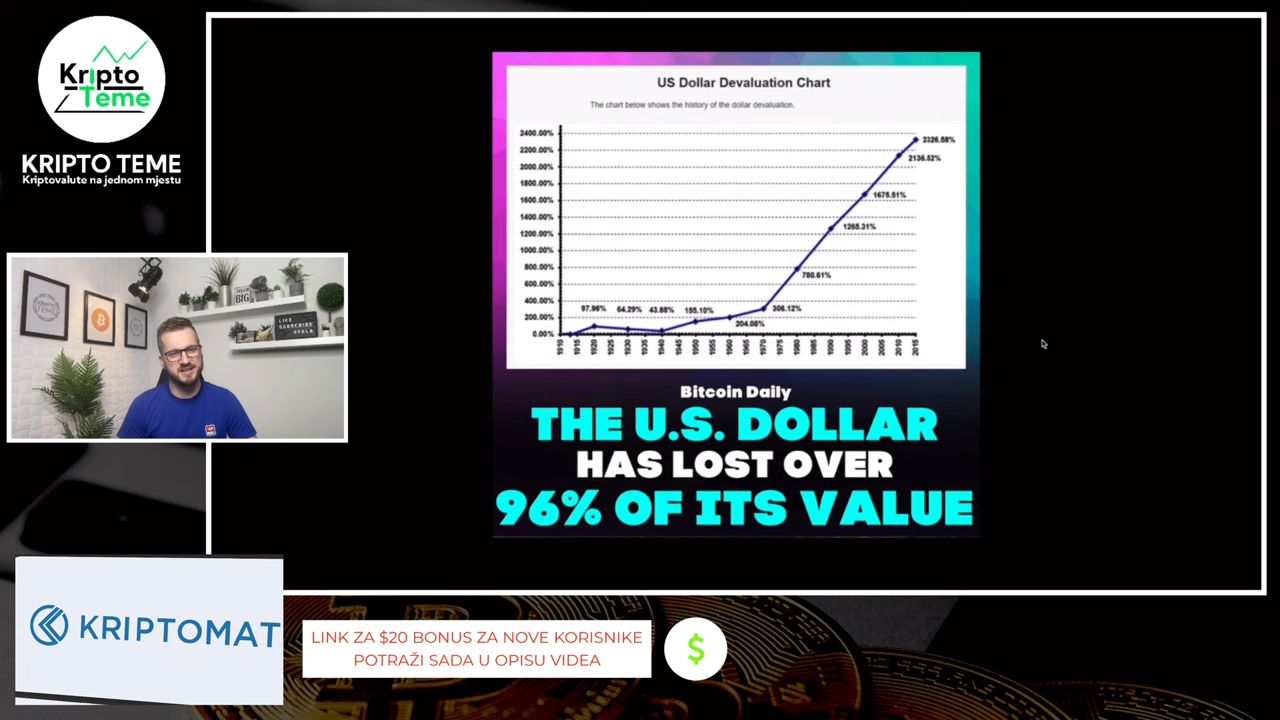 Kripto
Teme
KRIPTO TEME
Kriptovalute na jednom mjestu
US Dollar Devaluation Chart
The chart below shows the history of the dollar devaluation.
2400.00%
2200.00%
2000.00%
1800.00%
1600.00%
1400.00%
1200.00%
1000.00%
800.00%
600.00%
400.00%
200.00%
0.00%
2326.58%
2136.52%
1675.51%
1265.31%
780.61%
306.12%
97.96% 64.29% 43.88% 155.10%
204.08%
1910 1915 1920 1925 1930 1935 1940 1945 1950 1955 1960 1965 1970 1975 1980 1985 1990 1995 2000 2005 2010 2015
Bitcoin Daily
THE U.S. DOLLAR
HAS LOST OVER
96% OF ITS VALUE
DREAM
BIG
LIKE
SUBSCRIBE
HVALA
KRIPTOMAT
LINK ZA $20 BONUS ZA NOVE KORISNIKE
POTRAŽI SADA U OPISU VIDEA
$